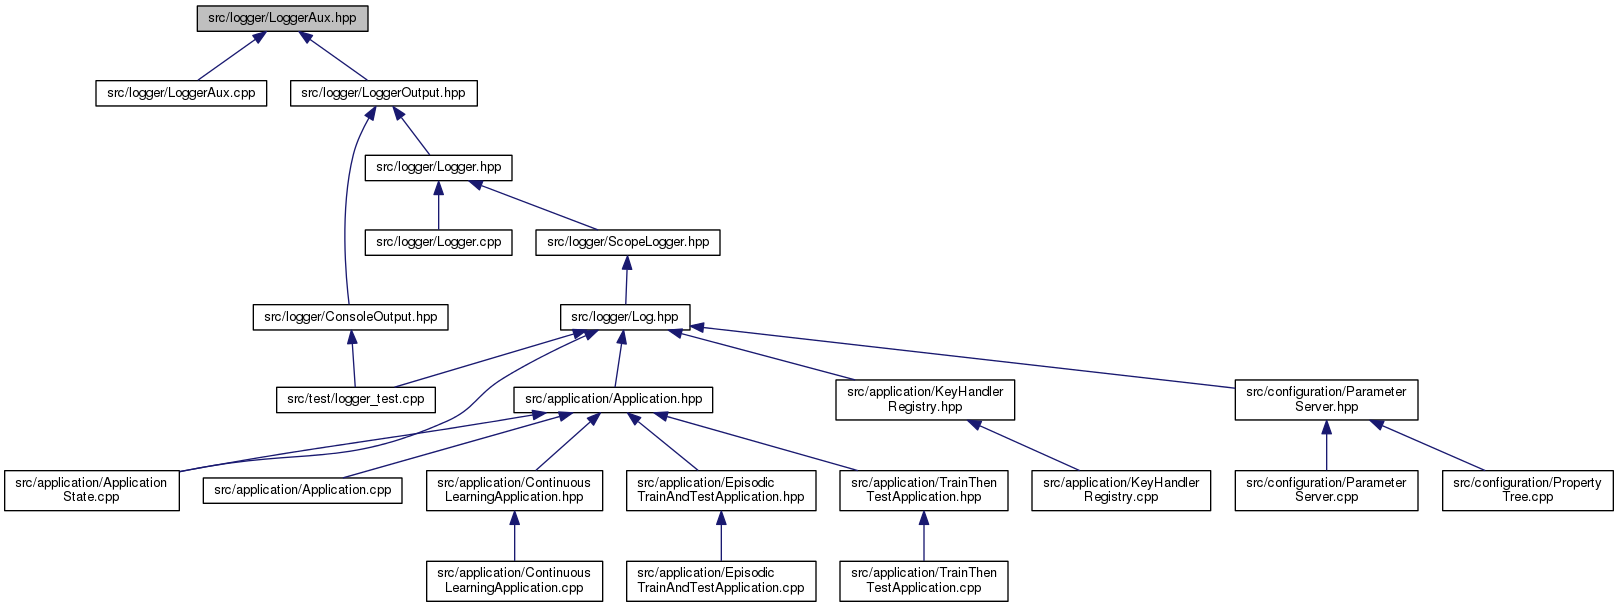 src/logger/LoggerAux.hpp
src/logger/LoggerAux.cpp
src/logger/LoggerOutput.hpp
src/logger/Logger.hpp
src/logger/Logger.cpp
src/logger/ScopeLogger.hpp
src/logger/ConsoleOutput.hpp
src/logger/Log.hpp
src/test/logger_test.cpp
src/application/Application.hpp
src/application/KeyHandler
Registry.hpp
src/configuration/Parameter
Server.hpp
src/application/Application
State.cpp
src/application/Application.cpp
src/application/Continuous
LearningApplication.hpp
src/application/Episodic
TrainAndTestApplication.hpp
src/application/TrainThen
TestApplication.hpp
src/application/KeyHandler
Registry.cpp
src/configuration/Parameter
Server.cpp
src/configuration/Property
Tree.cpp
src/application/Continuous
LearningApplication.cpp
src/application/Episodic
TrainAndTestApplication.cpp
src/application/TrainThen
TestApplication.cpp